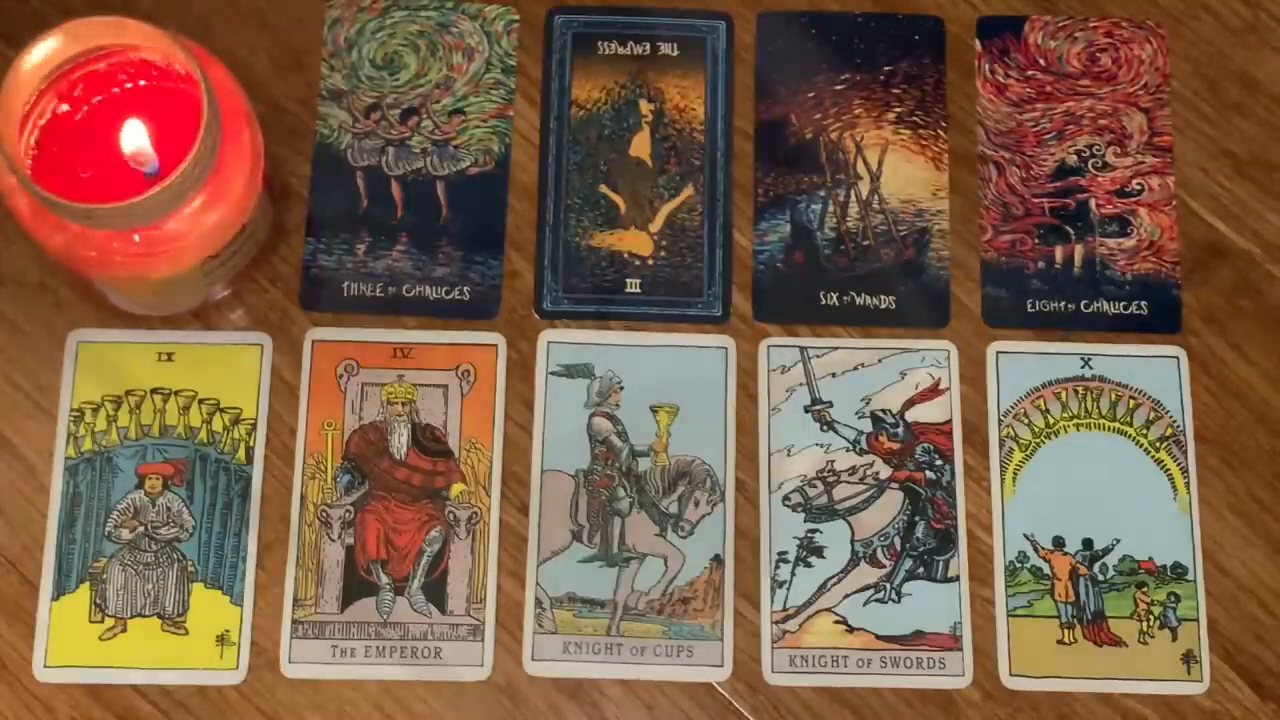 THREE OF CHALICES
THE EMPRESS
III
SIX OF WANDS
EIGHT OF CHALICES
IX
IV
THE EMPEROR
KNIGHT OF CUPS
KNIGHT OF SWORDS
X